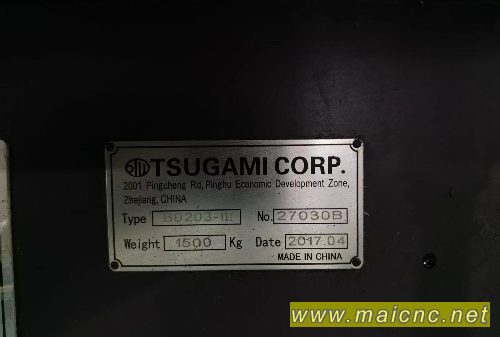 TSUGAMI CORP.
2001 Pingcheng Rd, Pinghu Economic Development Zone,
Zhejiang, CHINA
Type B0203-III No. 27030B
Weight 1500 Kg Date 2017.04
MADE IN CHINA
www.maicnc.net